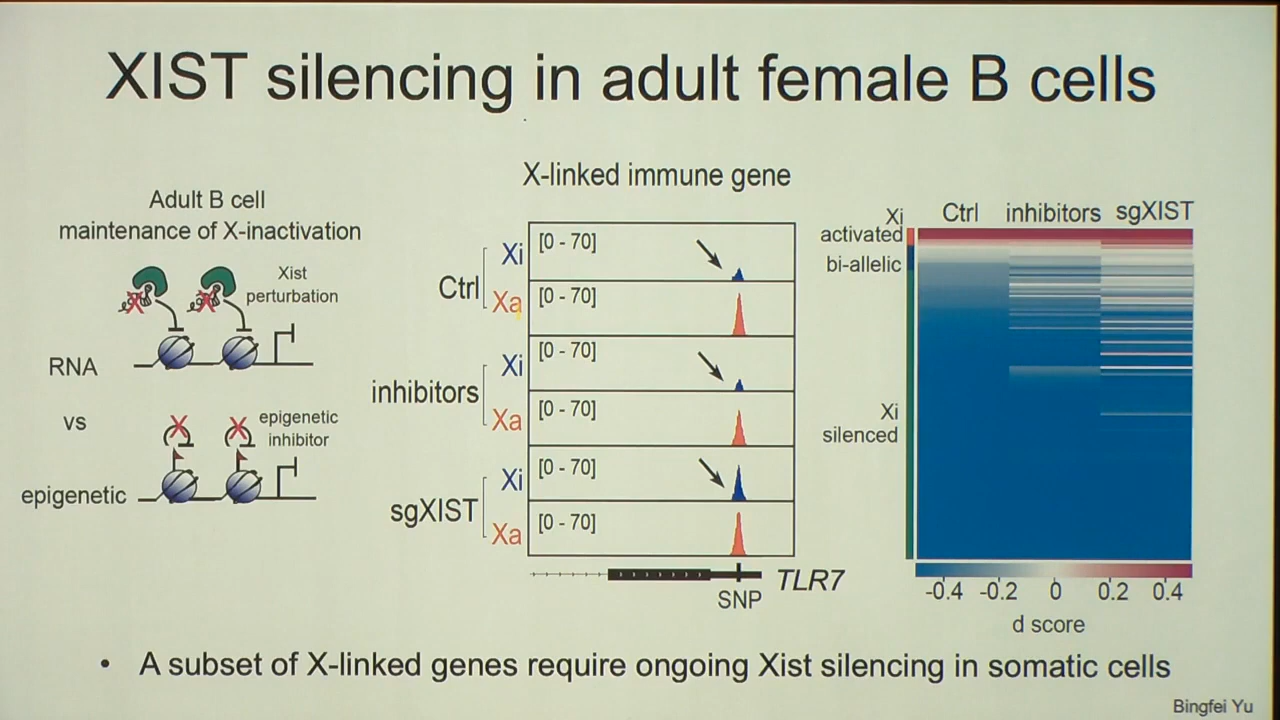 XIST silencing in adult female B cells
Adult B cell
maintenance of X-inactivation
Xist
perturbation
RNA
vs
epigenetic
inhibitor
epigenetic
X-linked immune gene
Ctrl
Xi
[0 - 70]
Xa
[0 - 70]
inhibitors
Xi
[0 - 70]
Xa
[0 - 70]
sgXIST
Xi
[0 - 70]
Xa
[0 - 70]
TLR7
SNP
Ctrl inhibitors sgXIST
Xi
activated
bi-allelic
Xi
silenced
-0.4 -0.2 0 0.2 0.4
d score
• A subset of X-linked genes require ongoing Xist silencing in somatic cells
Bingfei Yu